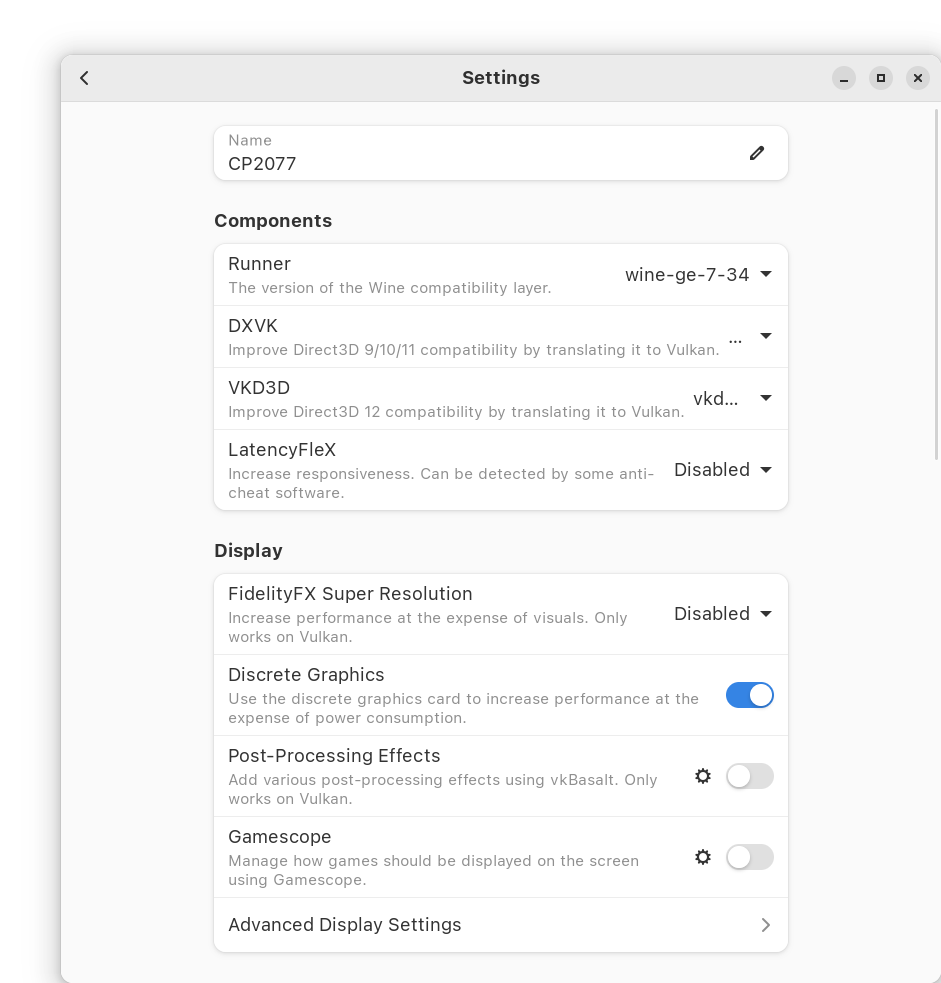 Settings
Name
CP2077
Components
Runner
The version of the Wine compatibility layer.
wine-ge-7-34
DXVK
Improve Direct3D 9/10/11 compatibility by translating it to Vulkan.
...
VKD3D
Improve Direct3D 12 compatibility by translating it to Vulkan.
vkd...
LatencyFleX
Increase responsiveness. Can be detected by some anti-
cheat software.
Disabled
Display
FidelityFX Super Resolution
Increase performance at the expense of visuals. Only
works on Vulkan.
Disabled
Discrete Graphics
Use the discrete graphics card to increase performance at the
expense of power consumption.
Post-Processing Effects
Add various post-processing effects using vkBasalt. Only
works on Vulkan.
Gamescope
Manage how games should be displayed on the screen
using Gamescope.
Advanced Display Settings